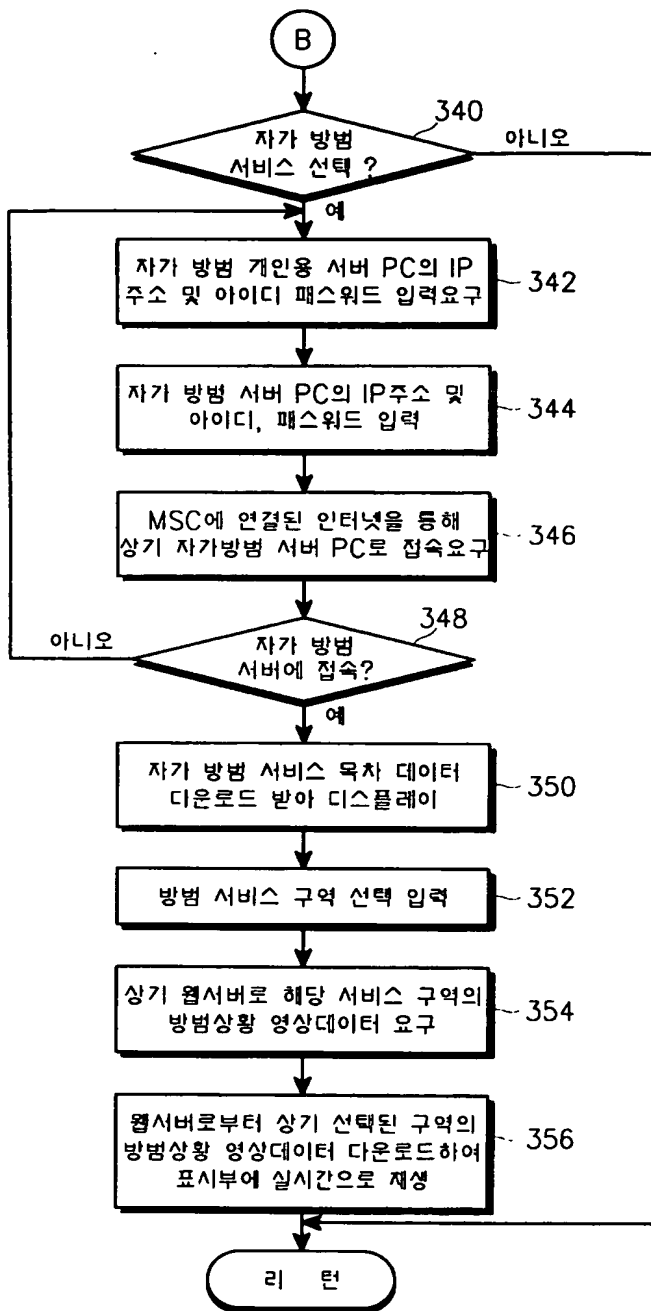 B
340
자가 방범
서비스 선택 ?
아니오
예
자가 방범 개인용 서버 PC의 IP
주소 및 아이디 패스워드 입력요구
342
자가 방범 서버 PC의 IP주소 및
아이디, 패스워드 입력
344
MSC에 연결된 인터넷을 통해
상기 자가방범 서버 PC로 접속요구
346
348
아니오
자가 방범
서버에 접속?
예
자가 방범 서비스 목차 데이터
다운로드 받아 디스플레이
350
방범 서비스 구역 선택 입력
352
상기 웹서버로 해당 서비스 구역의
방범상황 영상데이터 요구
354
웹서버로부터 상기 선택된 구역의
방범상황 영상데이터 다운로드하여
표시부에 실시간으로 재생
356
리 턴